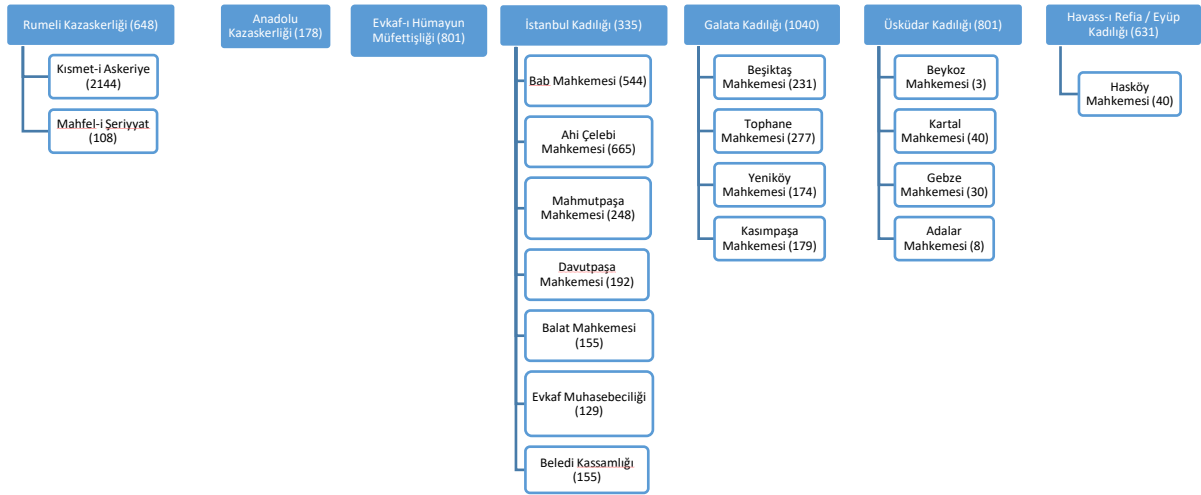 Rumeli Kazaskerliği (648)
Kısmet-i Askeriye
(2144)
Mahfel-i Şeriyyat
(108)
Anadolu
Kazaskerliği (178)
Evkaf-ı Hümayun
Müfettişliği (801)
İstanbul Kadılığı (335)
Bab Mahkemesi (544)
Ahi Çelebi
Mahkemesi (665)
Mahmutpaşa
Mahkemesi (248)
Davutpaşa
Mahkemesi (192)
Balat Mahkemesi
(155)
Evkaf Muhasebeciliği
(129)
Beledi Kassamlığı
(155)
Galata Kadılığı (1040)
Beşiktaş
Mahkemesi (231)
Tophane
Mahkemesi (277)
Yeniköy
Mahkemesi (174)
Kasımpaşa
Mahkemesi (179)
Üsküdar Kadılığı (801)
Beykoz
Mahkemesi (3)
Kartal
Mahkemesi (40)
Gebze
Mahkemesi (30)
Adalar
Mahkemesi (8)
Havass-ı Refia / Eyüp
Kadılığı (631)
Hasköy
Mahkemesi (40)